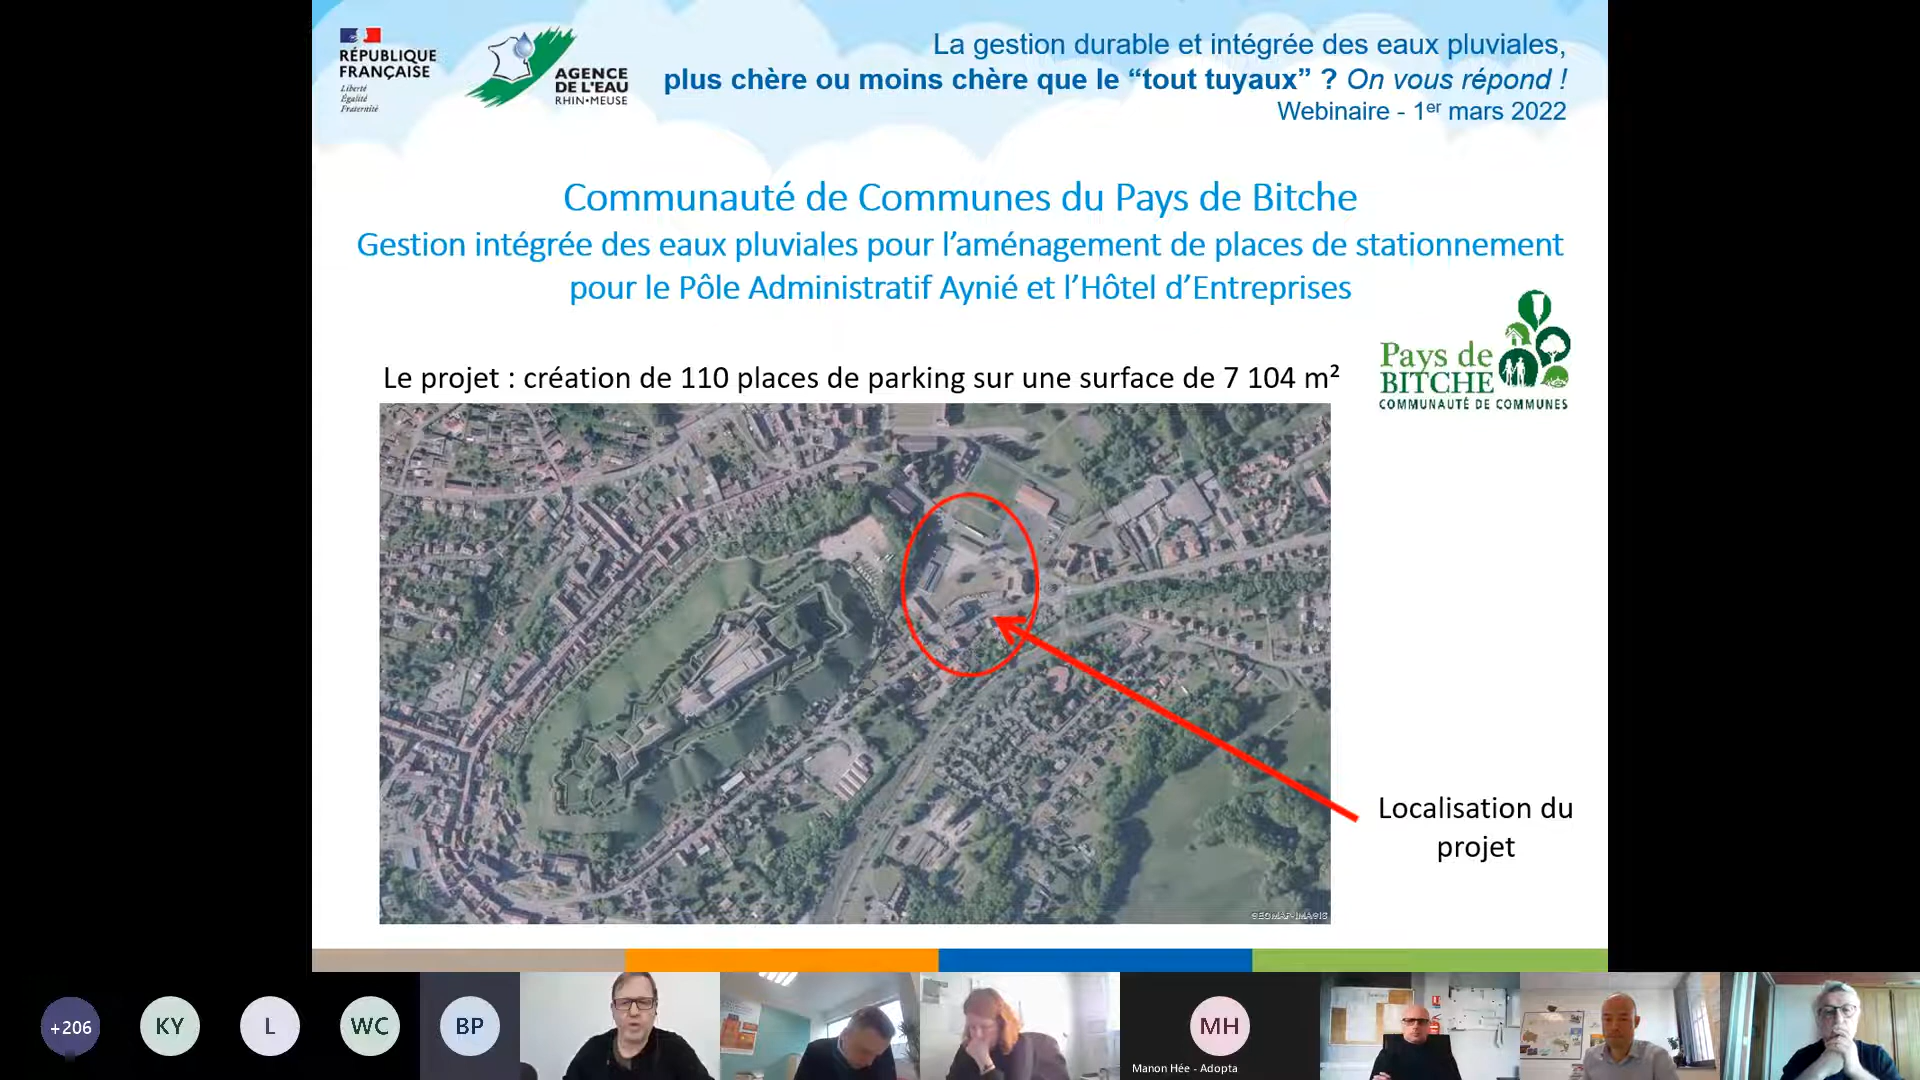 RÉPUBLIQUE
FRANÇAISE
Liberté
Égalité
Fraternité
AGENCE
DE L'EAU
RHIN•MEUSE
La gestion durable et intégrée des eaux pluviales,
plus chère ou moins chère que le “tout tuyaux” ? On vous répond !
Webinaire - 1er mars 2022
Communauté de Communes du Pays de Bitche
Gestion intégrée des eaux pluviales pour l’aménagement de places de stationnement
pour le Pôle Administratif Aynié et l’Hôtel d’Entreprises
Pays de
BITCHE
COMMUNAUTÉ DE COMMUNES
Le projet : création de 110 places de parking sur une surface de 7 104 m²
Localisation du
projet
©EOMAP-IMAGIS
+206
KY
L
WC
BP
MH
Manon Hée - Adopta